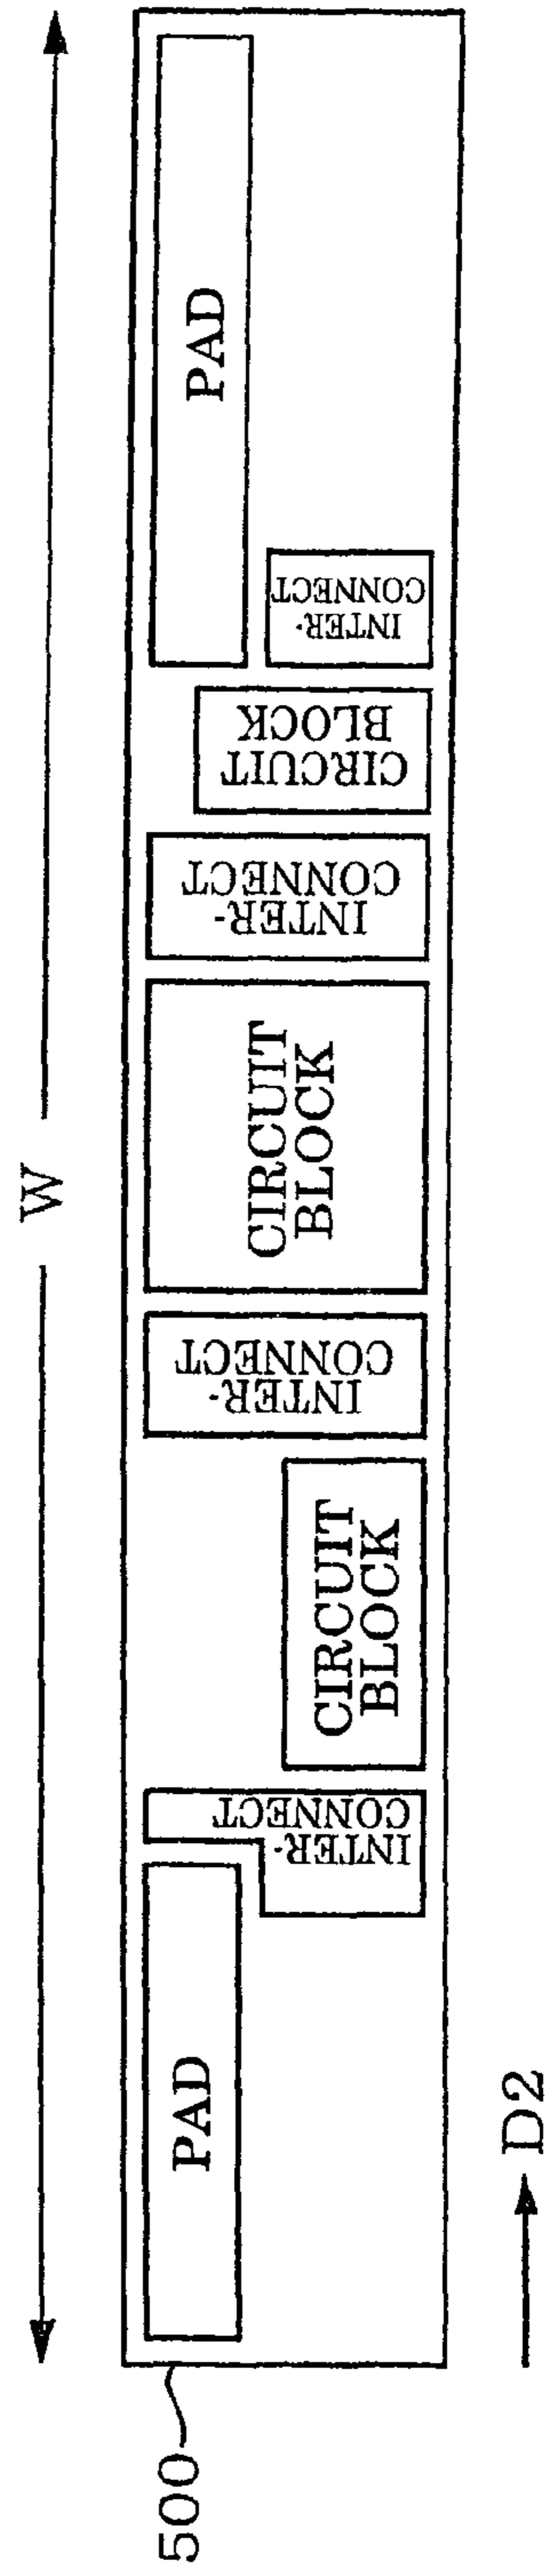 W
500
PAD
INTER-
CONNECT
CIRCUIT
BLOCK
INTER-
CONNECT
CIRCUIT
BLOCK
INTER-
CONNECT
CIRCUIT
BLOCK
INTER-
CONNECT
PAD
D2